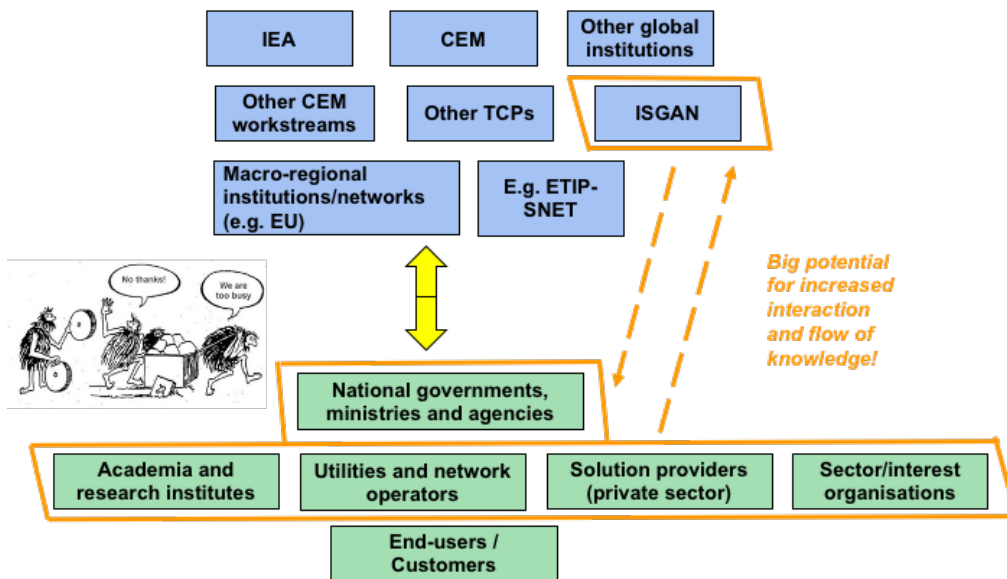 IEA
CEM
Other global
institutions
Other CEM
workstreams
Other TCPs
ISGAN
Macro-regional
institutions/networks
(e.g. EU)
E.g. ETIP-
SNET
No thanks!
We are
too busy
Big potential
for increased
interaction
and flow of
knowledge!
National governments,
ministries and agencies
Academia and
research institutes
Utilities and network
operators
Solution providers
(private sector)
Sector/interest
organisations
End-users /
Customers